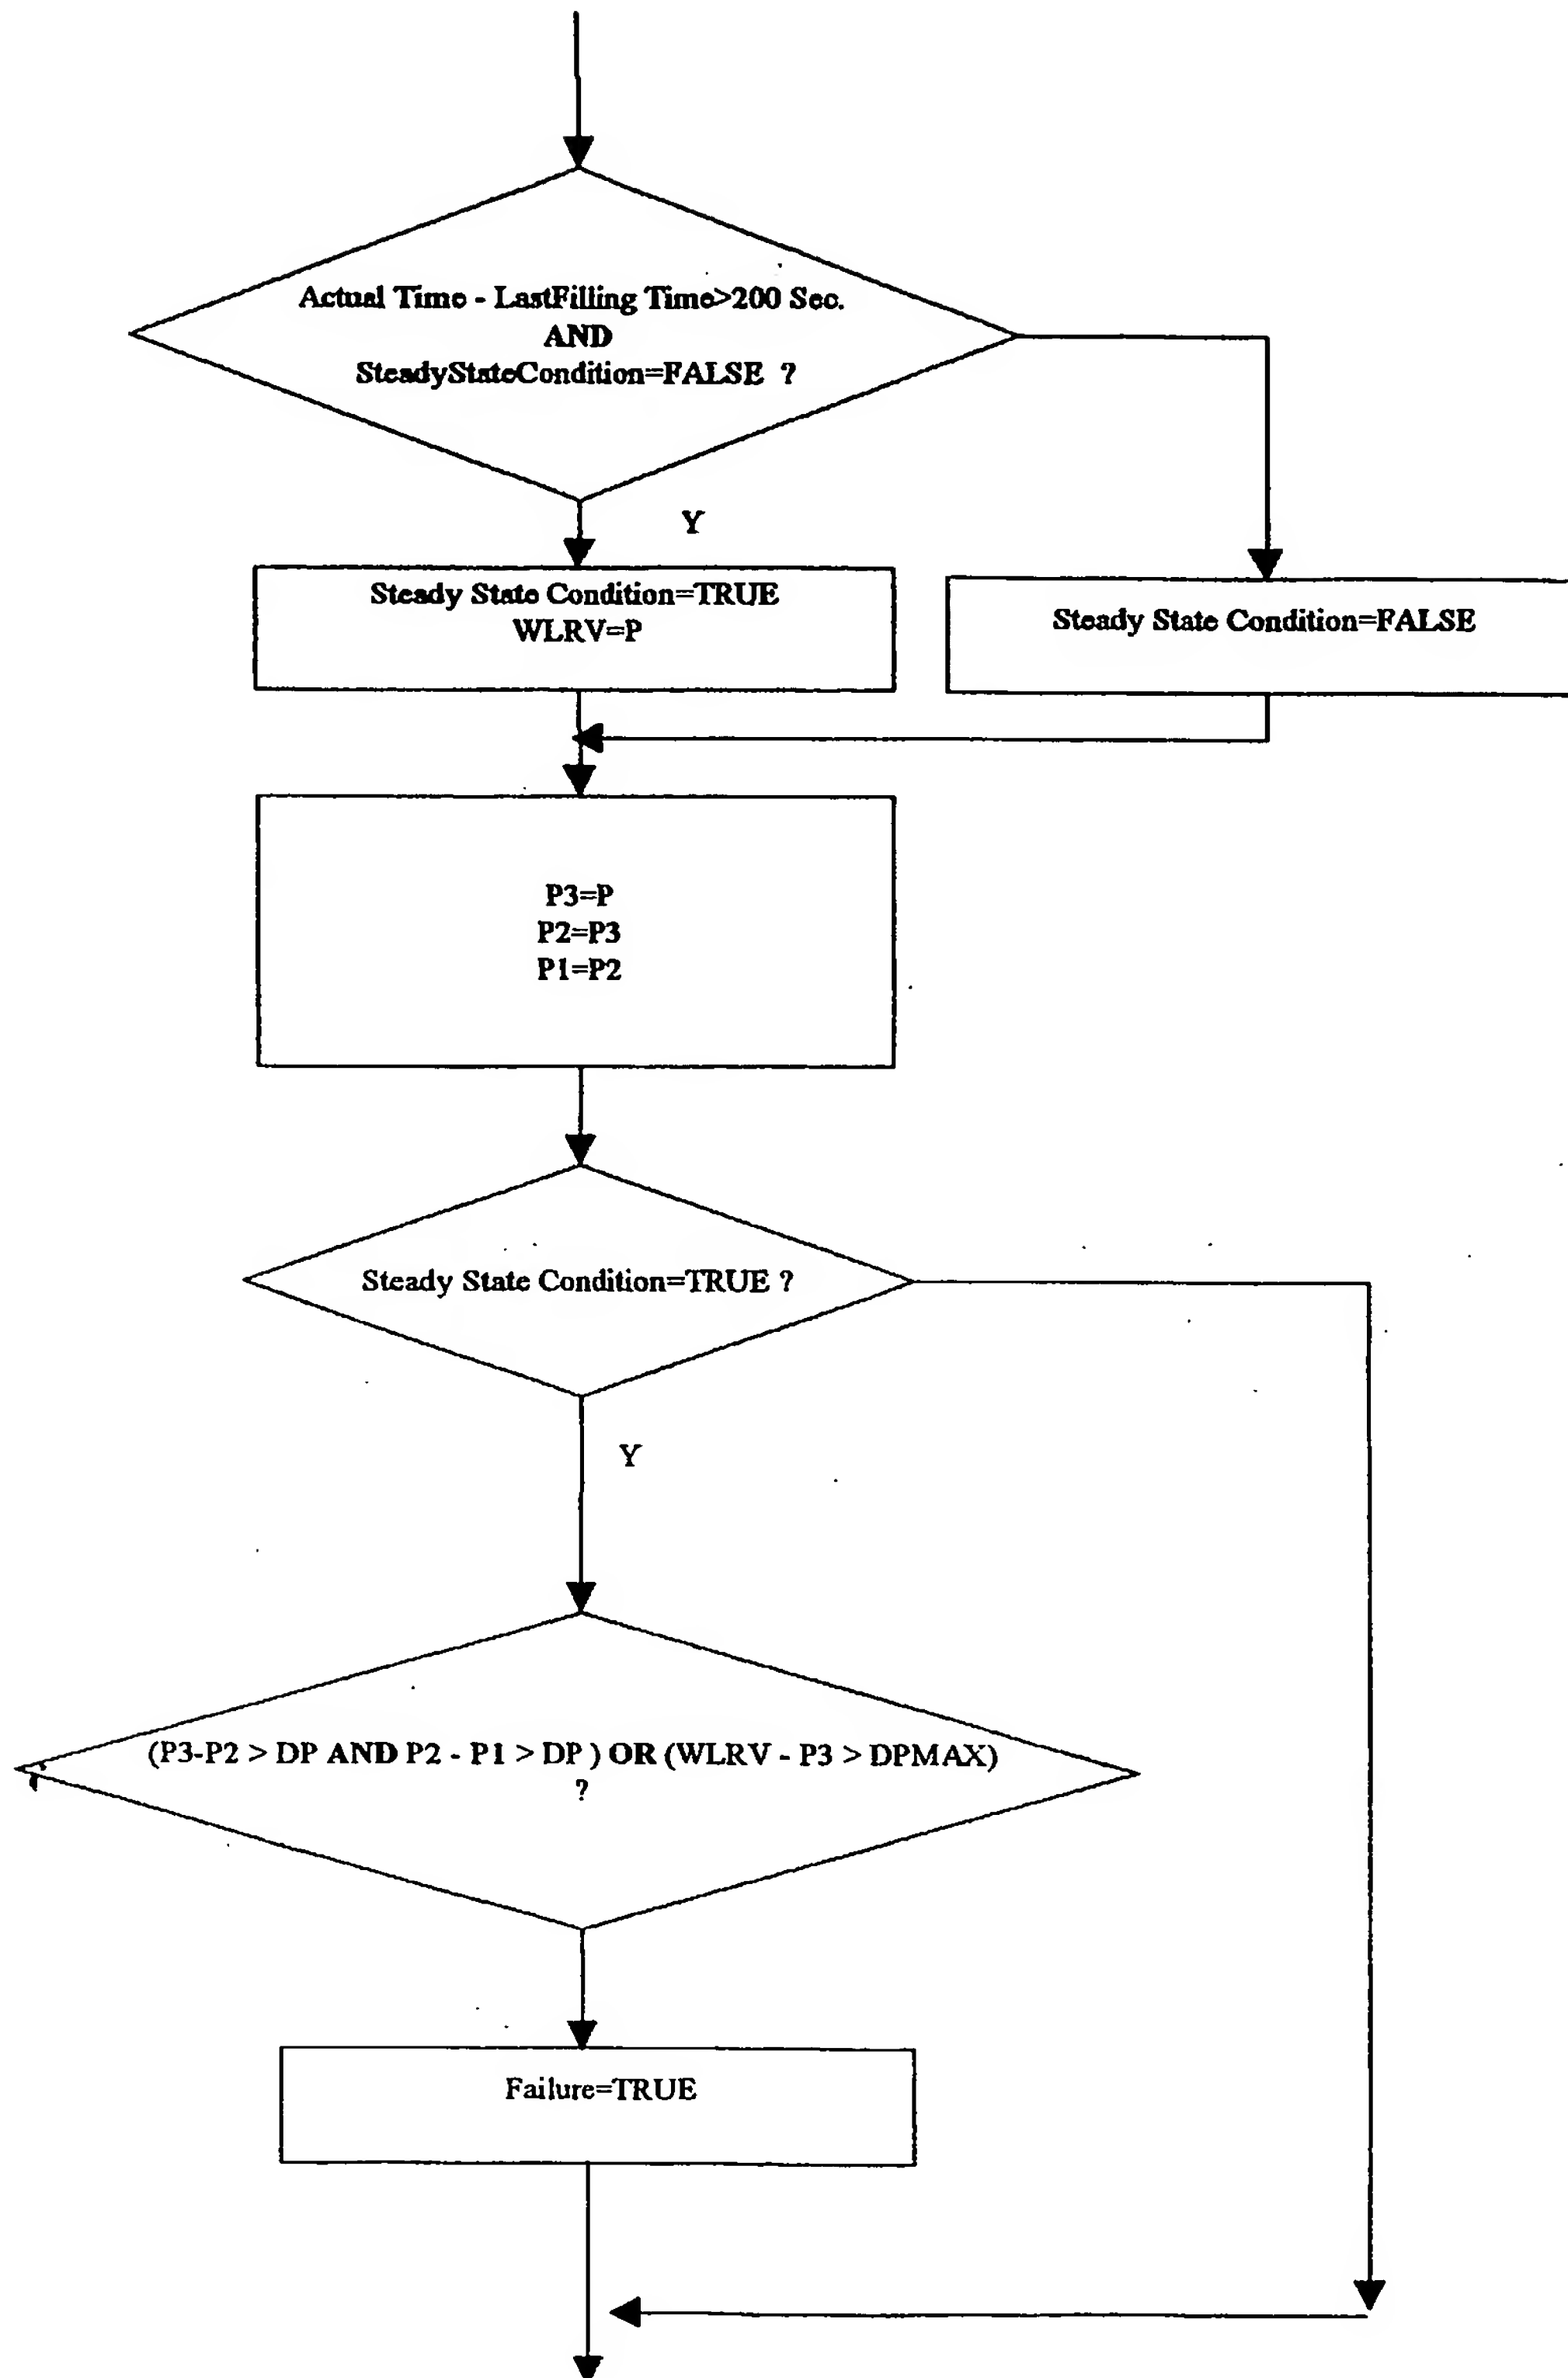 Actual Time - LastFilling Time>200 Sec.
AND
SteadyStateCondition=FALSE ?
Y
Steady State Condition=TRUE
WLRV=P
Steady State Condition=FALSE
P3=P
P2=P3
P1=P2
Steady State Condition=TRUE ?
Y
(P3-P2 > DP AND P2 - P1 > DP ) OR (WLRV - P3 > DPMAX)
?
Failure=TRUE